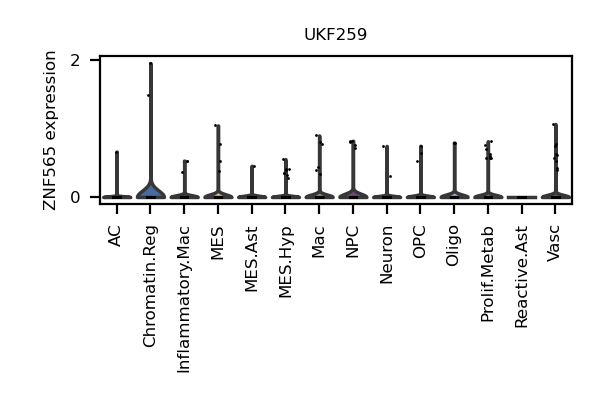 UKF259
ZNF565 expression
2
0
AC
Chromatin.Reg
Inflammatory.Mac
MES
MES.Ast
MES.Hyp
Mac
NPC
Neuron
OPC
Oligo
Prolif.Metab
Reactive.Ast
Vasc